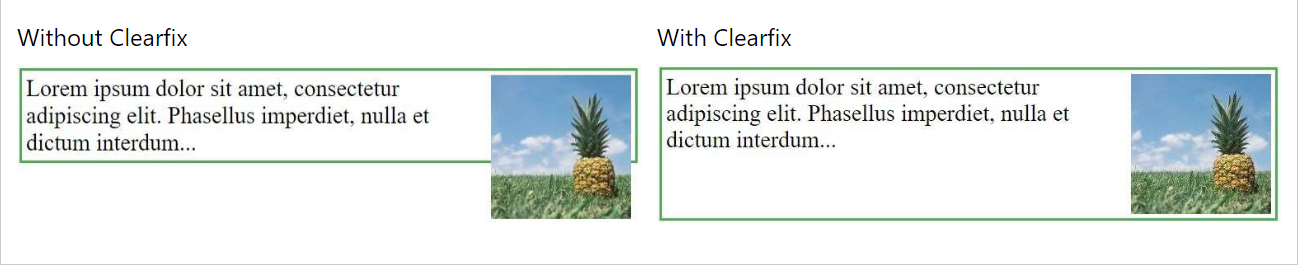 Without Clearfix
Lorem ipsum dolor sit amet, consectetur
adipiscing elit. Phasellus imperdiet, nulla et
dictum interdum...
With Clearfix
Lorem ipsum dolor sit amet, consectetur
adipiscing elit. Phasellus imperdiet, nulla et
dictum interdum...